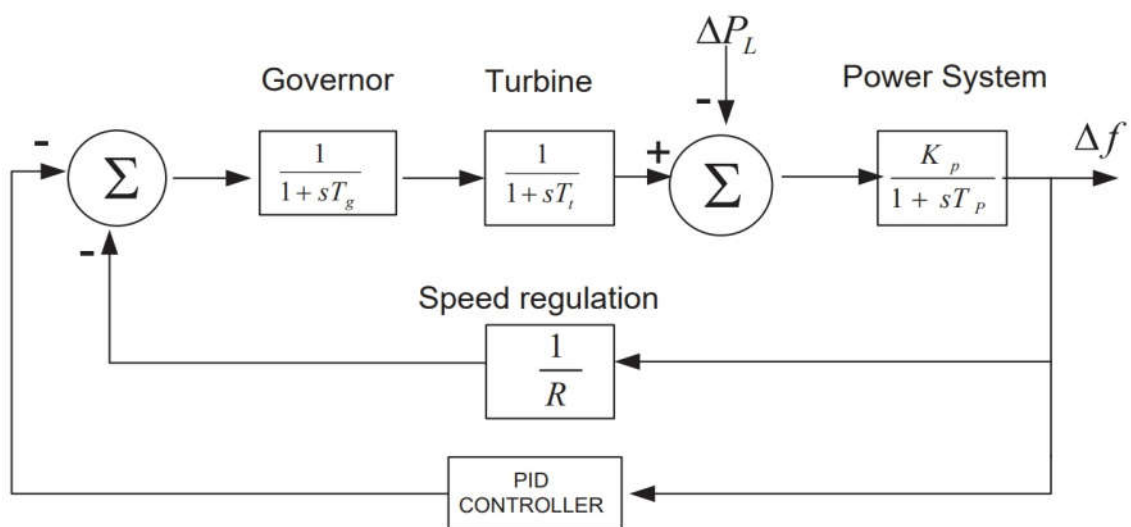 ΔP_L
Governor
Turbine
Power System
-
-
Σ
1
1 + sT_g
1
1 + sT_t
+
Σ
K_p
1 + sT_P
Δf
-
Speed regulation
1
R
PID
CONTROLLER